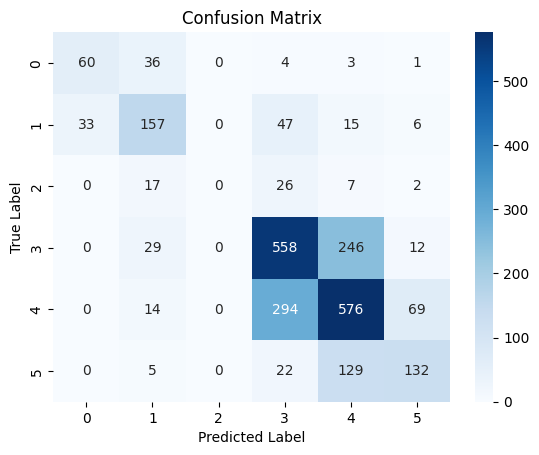 Confusion Matrix
0 60 36 0 4 3 1
1 33 157 0 47 15 6
2 0 17 0 26 7 2
3 0 29 0 558 246 12
4 0 14 0 294 576 69
5 0 5 0 22 129 132
0 1 2 3 4 5
True Label
Predicted Label
500
400
300
200
100
0